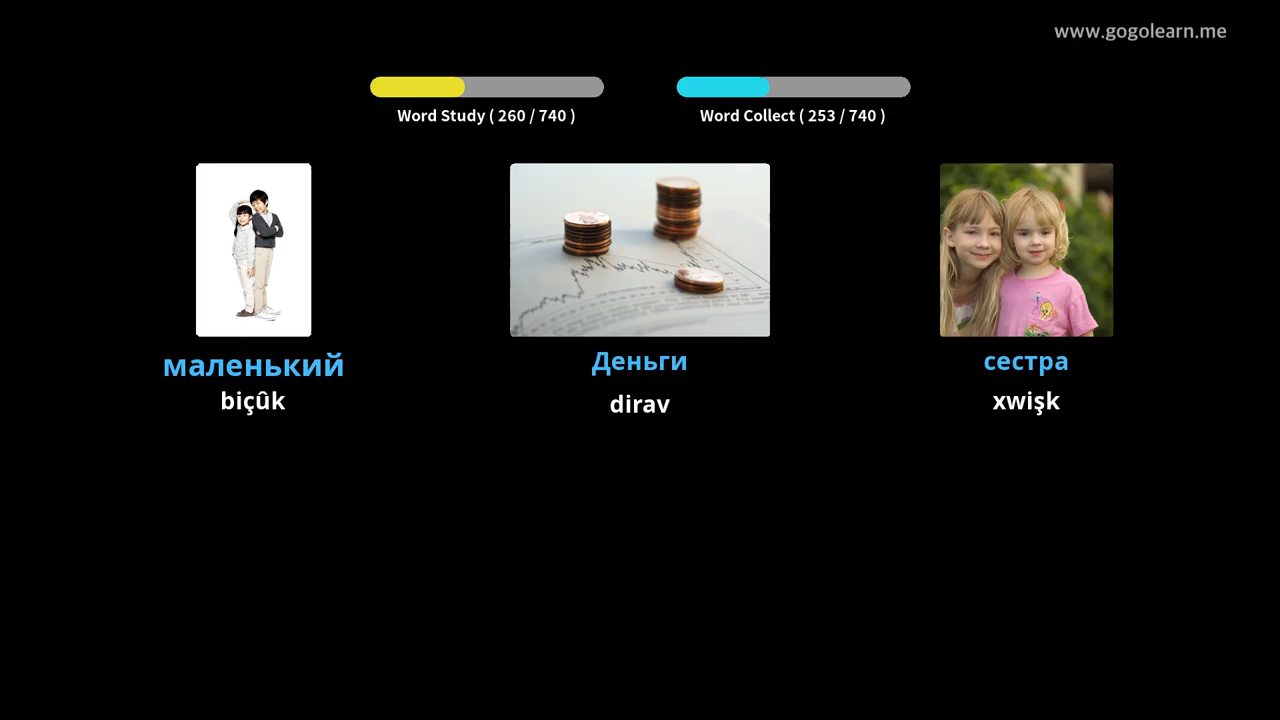 www.gogolearn.me
Word Study ( 260 / 740 )
Word Collect ( 253 / 740 )
маленький
biçûk
Деньги
dirav
сестра
xwişk